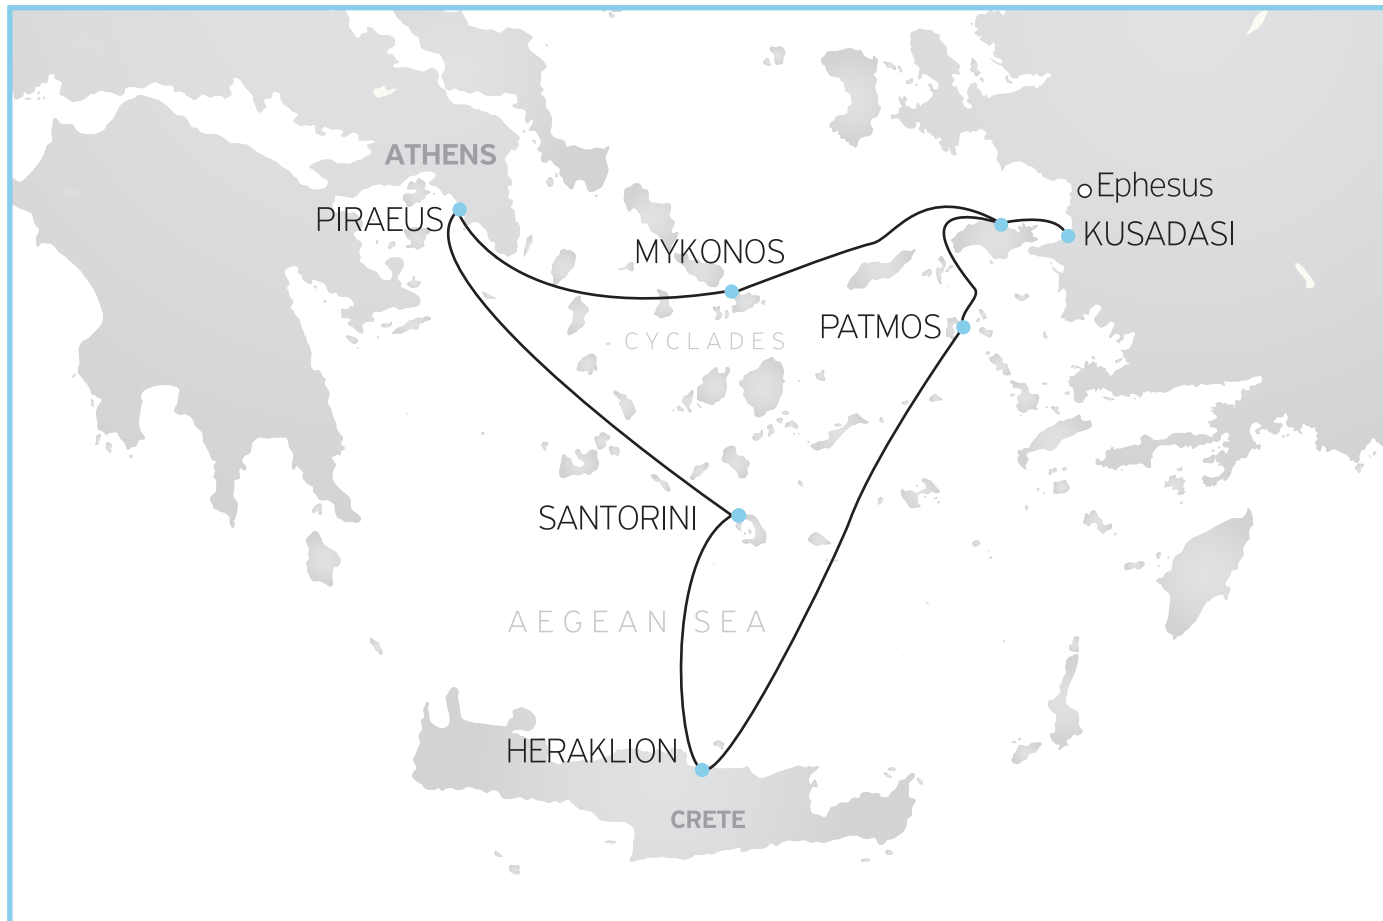 ATHENS
Ephesus
PIRAEUS
KUSADASI
MYKONOS
PATMOS
CYCLADES
SANTORINI
AEGEAN SEA
HERAKLION
CRETE